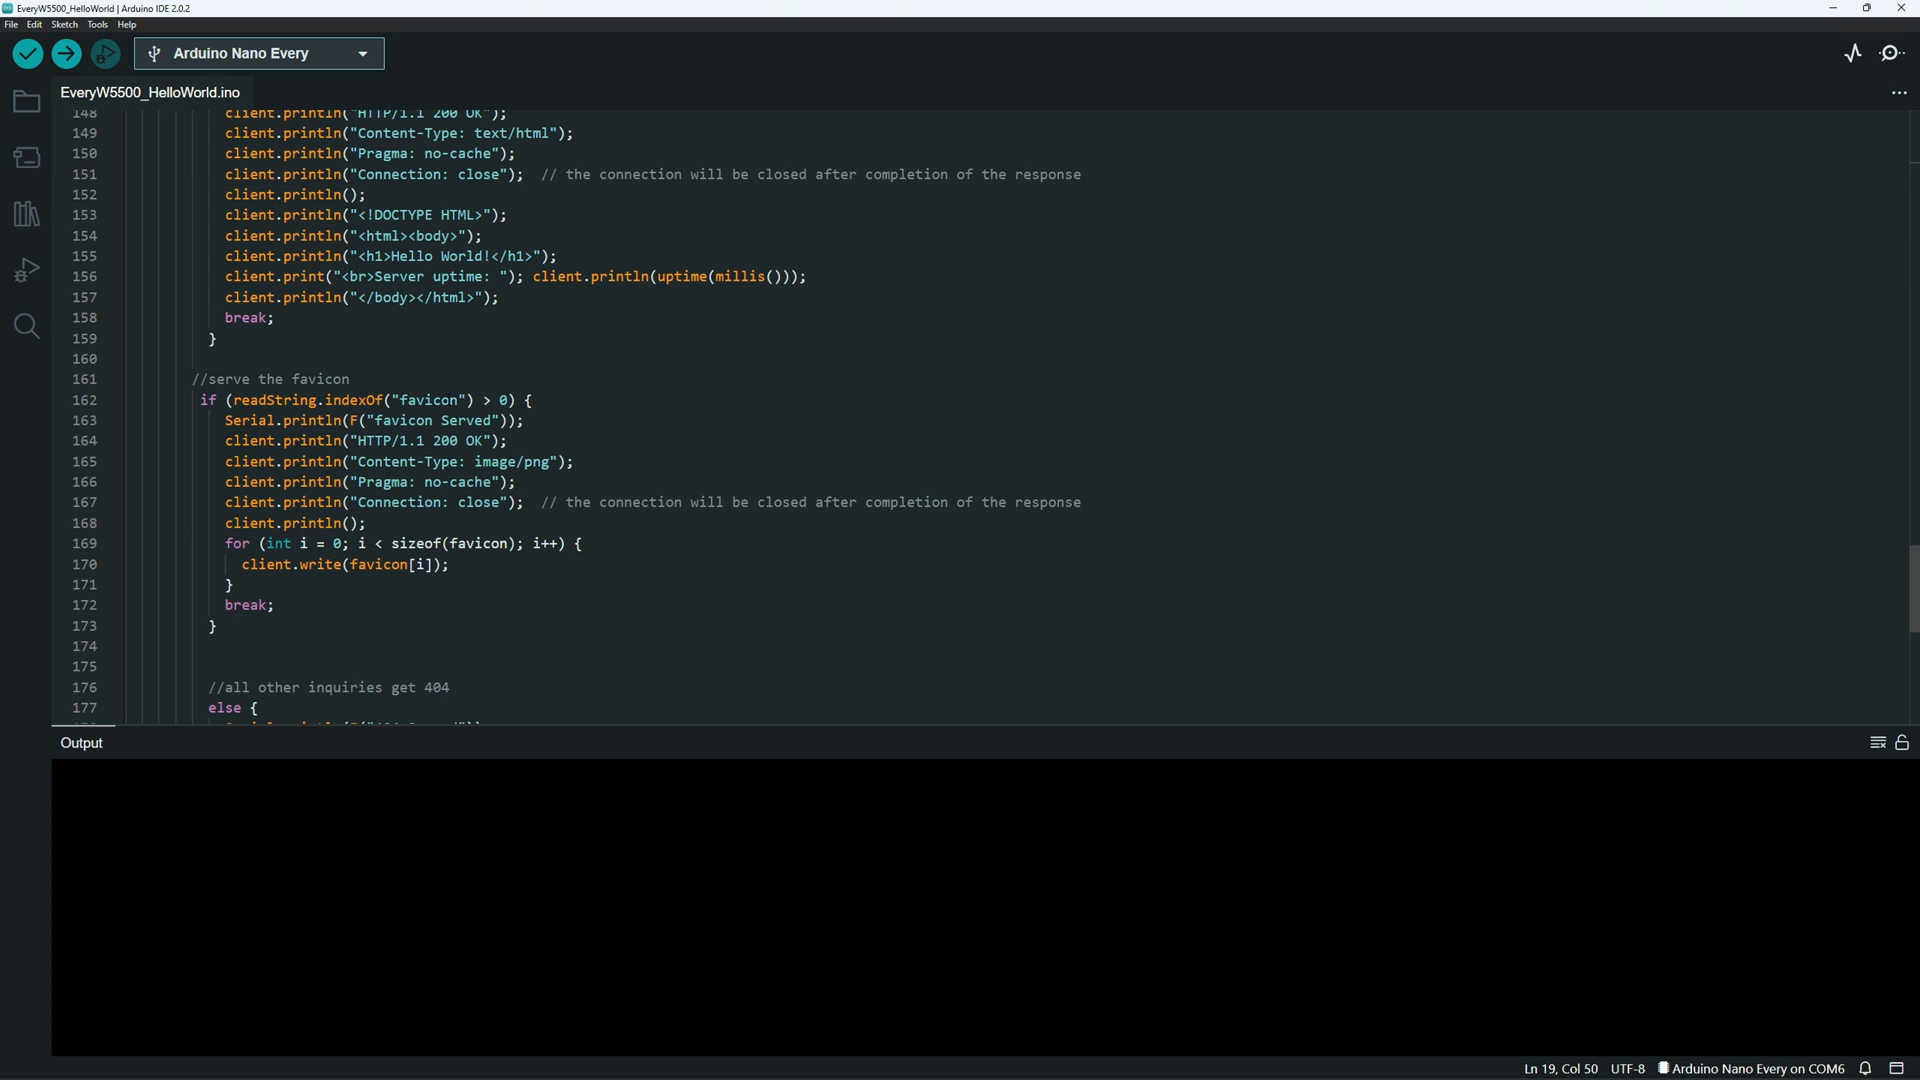 EveryW5500_HelloWorld | Arduino IDE 2.0.2
File Edit Sketch Tools Help
Arduino Nano Every
EveryW5500_HelloWorld.ino
148 client.println("HTTP/1.1 200 OK");
149 client.println("Content-Type: text/html");
150 client.println("Pragma: no-cache");
151 client.println("Connection: close");  // the connection will be closed after completion of the response
152 client.println();
153 client.println("<!DOCTYPE HTML>");
154 client.println("<html><body>");
155 client.println("<h1>Hello World!</h1>");
156 client.print("<br>Server uptime: "); client.println(uptime(millis()));
157 client.println("</body></html>");
158 break;
159 }
160
161 //serve the favicon
162 if (readString.indexOf("favicon") > 0) {
163 Serial.println(F("favicon Served"));
164 client.println("HTTP/1.1 200 OK");
165 client.println("Content-Type: image/png");
166 client.println("Pragma: no-cache");
167 client.println("Connection: close");  // the connection will be closed after completion of the response
168 client.println();
169 for (int i = 0; i < sizeof(favicon); i++) {
170 client.write(favicon[i]);
171 }
172 break;
173 }
174
175
176 //all other inquiries get 404
177 else {
Output
Ln 19, Col 50 UTF-8 Arduino Nano Every on COM6